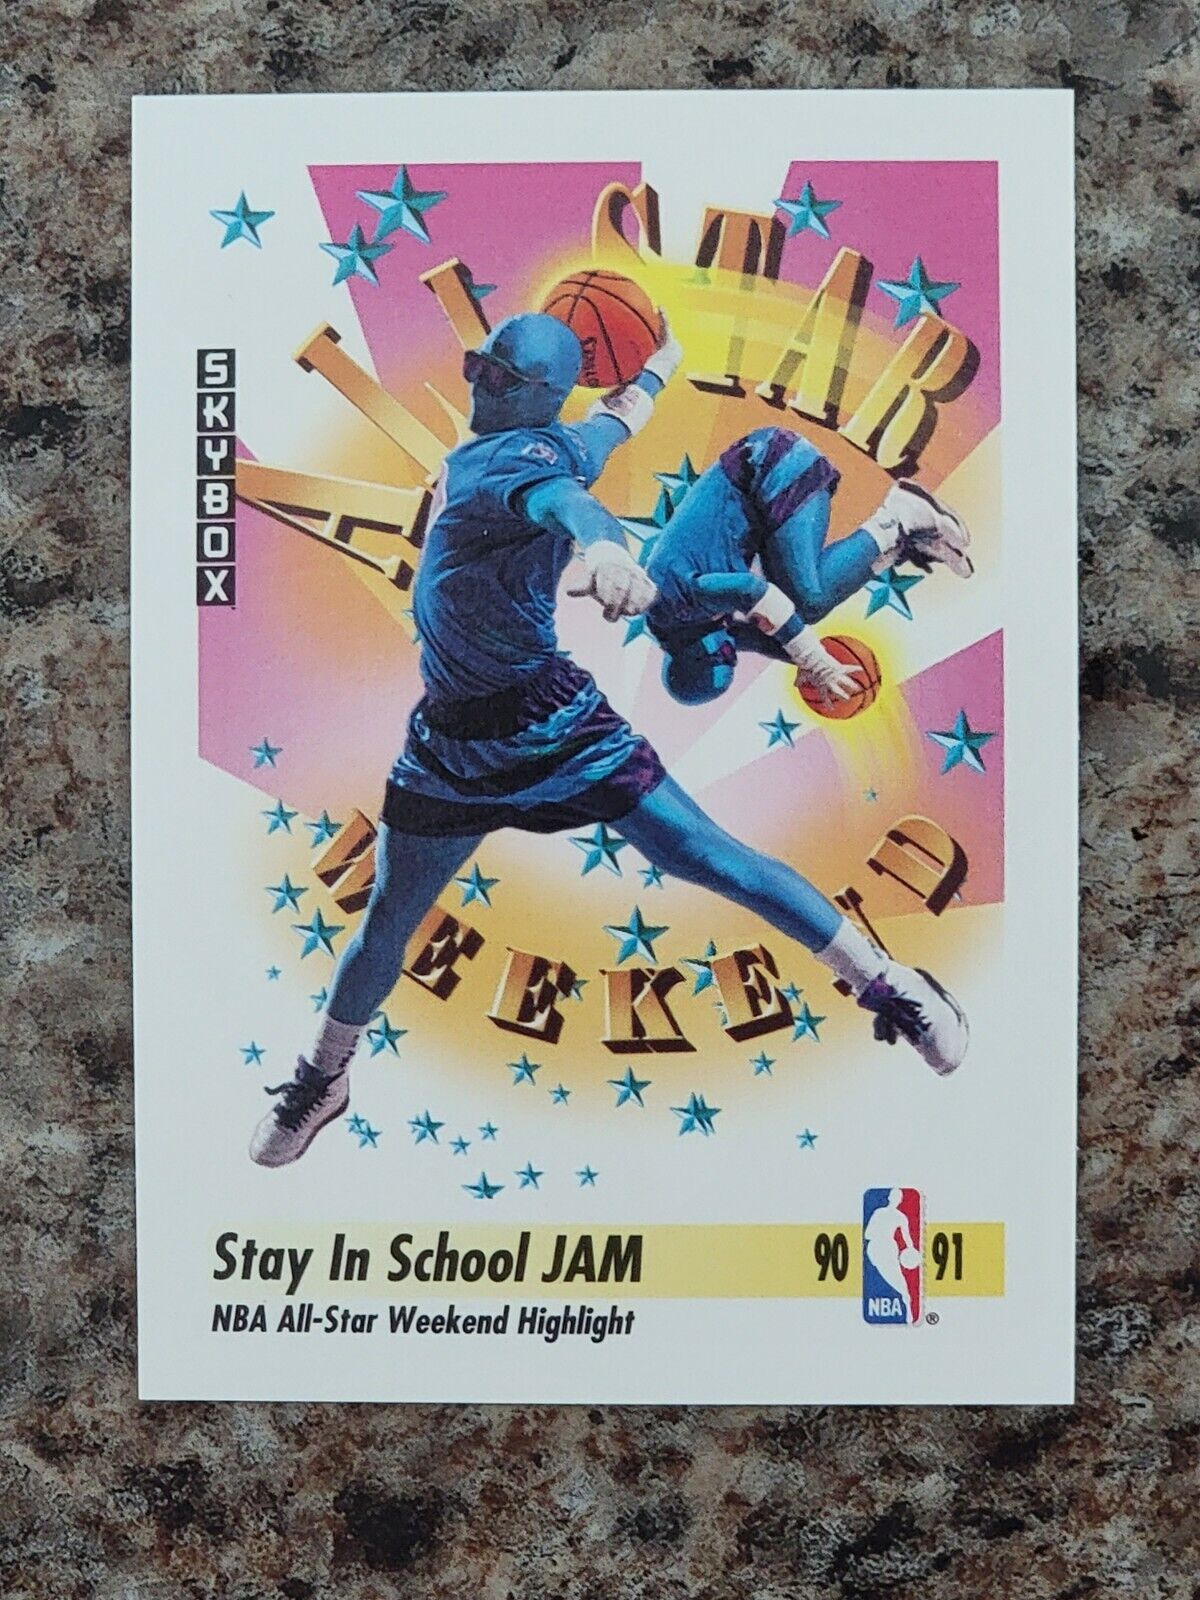 SKYBOX
ALL STAR
WEEKEND
Stay In School JAM
90 NBA ® 91
NBA All-Star Weekend Highlight